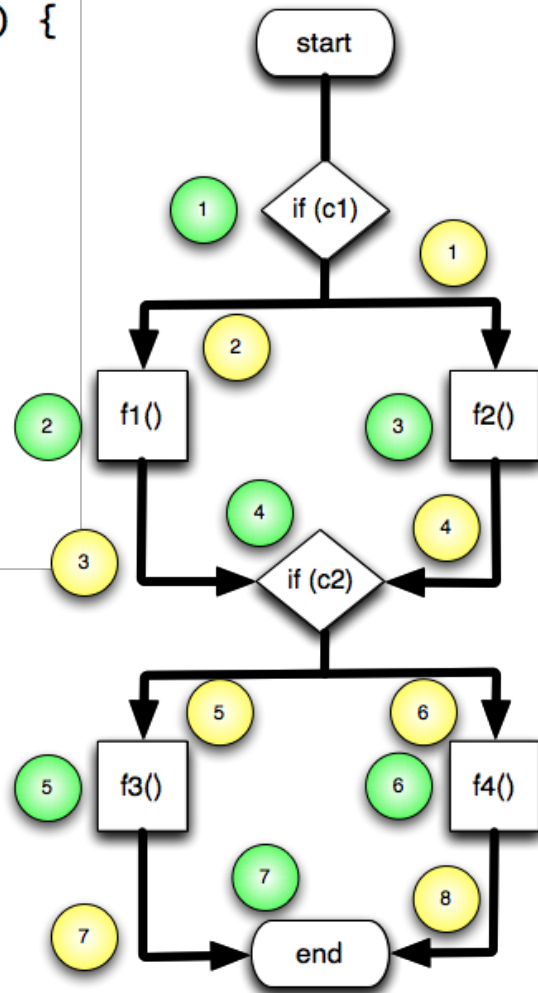 ) {
start
1
if (c1)
1
2
2
f1()
3
f2()
4
4
3
if (c2)
5
6
5
f3()
6
f4()
7
8
7
end